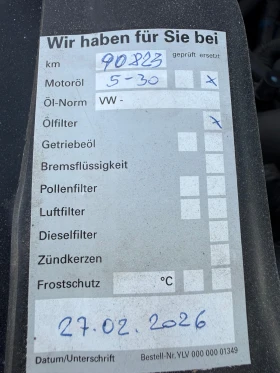 Wir haben für Sie bei
km 90823 geprüft ersetzt
Motoröl 5-30 x
Öl-Norm VW -
Ölfilter x
Getriebeöl
Bremsflüssigkeit
Pollenfilter
Luftfilter
Dieselfilter
Zündkerzen
Frostschutz °C
27.02.2026
Datum/Unterschrift Bestell-Nr. YLV 000 000 01349